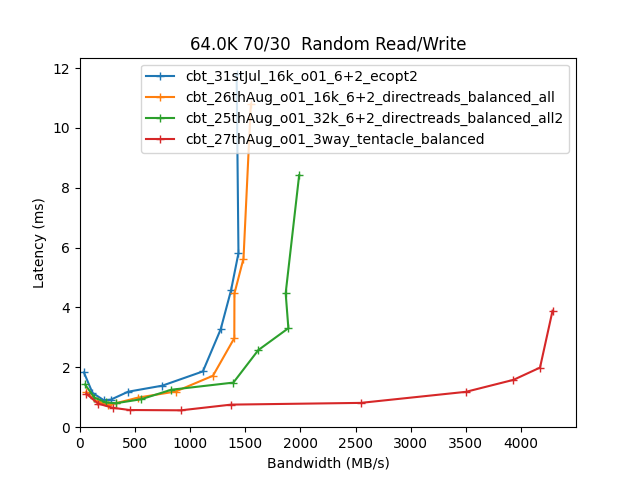 64.0K 70/30  Random Read/Write
cbt_31stJul_16k_o01_6+2_ecopt2
cbt_26thAug_o01_16k_6+2_directreads_balanced_all
cbt_25thAug_o01_32k_6+2_directreads_balanced_all2
cbt_27thAug_o01_3way_tentacle_balanced
Latency (ms)
12
10
8
6
4
2
0
0 500 1000 1500 2000 2500 3000 3500 4000
Bandwidth (MB/s)